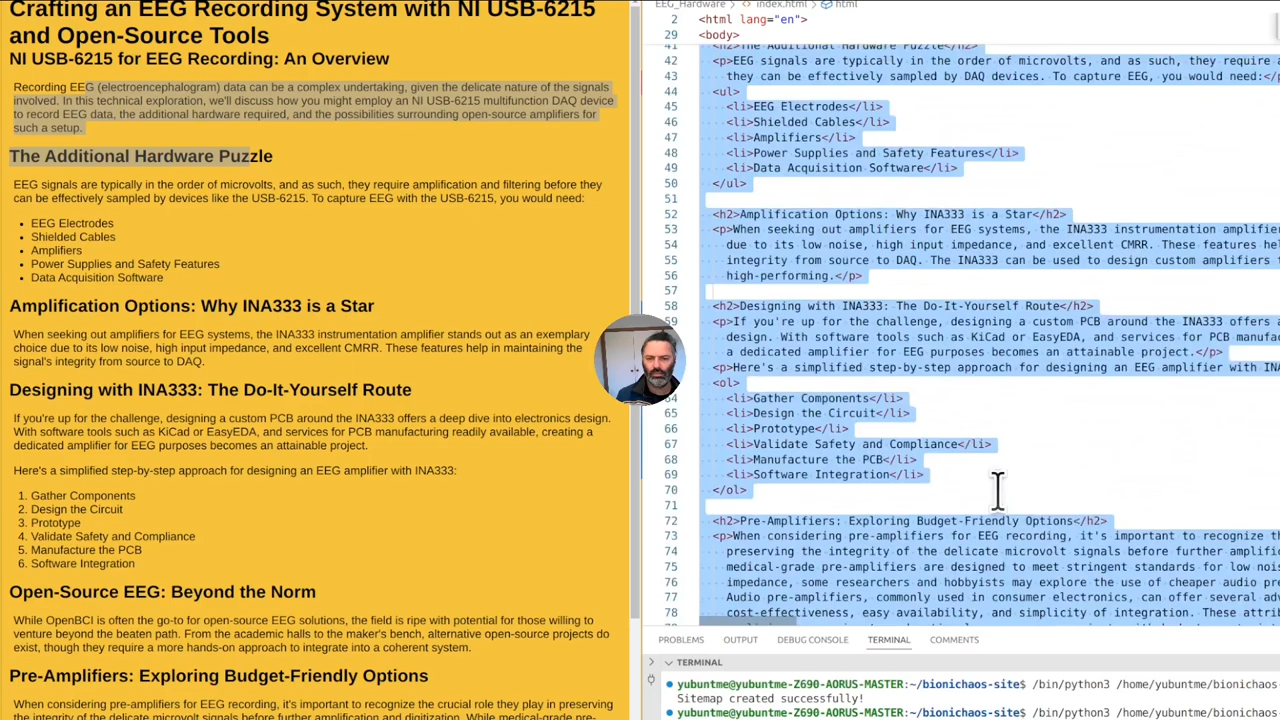 Crafting an EEG Recording System with NI USB-6215
and Open-Source Tools
NI USB-6215 for EEG Recording: An Overview
Recording EEG (electroencephalogram) data can be a complex undertaking, given the delicate nature of the signals
involved. In this technical exploration, we'll discuss how you might employ an NI USB-6215 multifunction DAQ device
to record EEG data, the additional hardware required, and the possibilities surrounding open-source amplifiers for
such a setup.
The Additional Hardware Puzzle
EEG signals are typically in the order of microvolts, and as such, they require amplification and filtering before they
can be effectively sampled by devices like the USB-6215. To capture EEG with the USB-6215, you would need:
• EEG Electrodes
• Shielded Cables
• Amplifiers
• Power Supplies and Safety Features
• Data Acquisition Software
Amplification Options: Why INA333 is a Star
When seeking out amplifiers for EEG systems, the INA333 instrumentation amplifier stands out as an exemplary
choice due to its low noise, high input impedance, and excellent CMRR. These features help in maintaining the
signal's integrity from source to DAQ.
Designing with INA333: The Do-It-Yourself Route
If you're up for the challenge, designing a custom PCB around the INA333 offers a deep dive into electronics design.
With software tools such as KiCad or EasyEDA, and services for PCB manufacturing readily available, creating a
dedicated amplifier for EEG purposes becomes an attainable project.
Here's a simplified step-by-step approach for designing an EEG amplifier with INA333:
1. Gather Components
2. Design the Circuit
3. Prototype
4. Validate Safety and Compliance
5. Manufacture the PCB
6. Software Integration
Open-Source EEG: Beyond the Norm
While OpenBCI is often the go-to for open-source EEG solutions, the field is ripe with potential for those willing to
venture beyond the beaten path. From the academic halls to the maker's bench, alternative open-source projects do
exist, though they require a more hands-on approach to integrate into a coherent system.
Pre-Amplifiers: Exploring Budget-Friendly Options
When considering pre-amplifiers for EEG recording, it's important to recognize the crucial role they play in preserving
the integrity of the delicate microvolt signals before further amplification and digitization. While medical-grade pre-
EEG_Hardware > <> index.html > html
2 <html lang="en">
29 <body>
41 <h2>The Additional Hardware Puzzle</h2>
42 <p>EEG signals are typically in the order of microvolts, and as such, they require a
43 they can be effectively sampled by DAQ devices. To capture EEG, you would need:</p
44 <ul>
45 <li>EEG Electrodes</li>
46 <li>Shielded Cables</li>
47 <li>Amplifiers</li>
48 <li>Power Supplies and Safety Features</li>
49 <li>Data Acquisition Software</li>
50 </ul>
51
52 <h2>Amplification Options: Why INA333 is a Star</h2>
53 <p>When seeking out amplifiers for EEG systems, the INA333 instrumentation amplifier
54 due to its low noise, high input impedance, and excellent CMRR. These features hel
55 integrity from source to DAQ. The INA333 can be used to design custom amplifiers t
56 high-performing.</p>
57
58 <h2>Designing with INA333: The Do-It-Yourself Route</h2>
59 <p>If you're up for the challenge, designing a custom PCB around the INA333 offers a
design. With software tools such as KiCad or EasyEDA, and services for PCB manufac
a dedicated amplifier for EEG purposes becomes an attainable project.</p>
<p>Here's a simplified step-by-step approach for designing an EEG amplifier with INA
<ol>
64 <li>Gather Components</li>
65 <li>Design the Circuit</li>
66 <li>Prototype</li>
67 <li>Validate Safety and Compliance</li>
68 <li>Manufacture the PCB</li>
69 <li>Software Integration</li>
70 </ol>
71
72 <h2>Pre-Amplifiers: Exploring Budget-Friendly Options</h2>
73 <p>When considering pre-amplifiers for EEG recording, it's important to recognize th
74 preserving the integrity of the delicate microvolt signals before further amplific
75 medical-grade pre-amplifiers are designed to meet stringent standards for low nois
76 impedance, some researchers and hobbyists may explore the use of cheaper audio pre
77 Audio pre-amplifiers, commonly used in consumer electronics, can offer several adv
78 cost-effectiveness, easy availability, and simplicity of integration. These attrib
PROBLEMS OUTPUT DEBUG CONSOLE TERMINAL COMMENTS
TERMINAL
yubuntme@yubuntme-Z690-AORUS-MASTER:~/bionichaos-site$ /bin/python3 /home/yubuntme/bionichaos-
Sitemap created successfully!
yubuntme@yubuntme-Z690-AORUS-MASTER:~/bionichaos-site$ /bin/python3 /home/yubuntme/bionichaos-